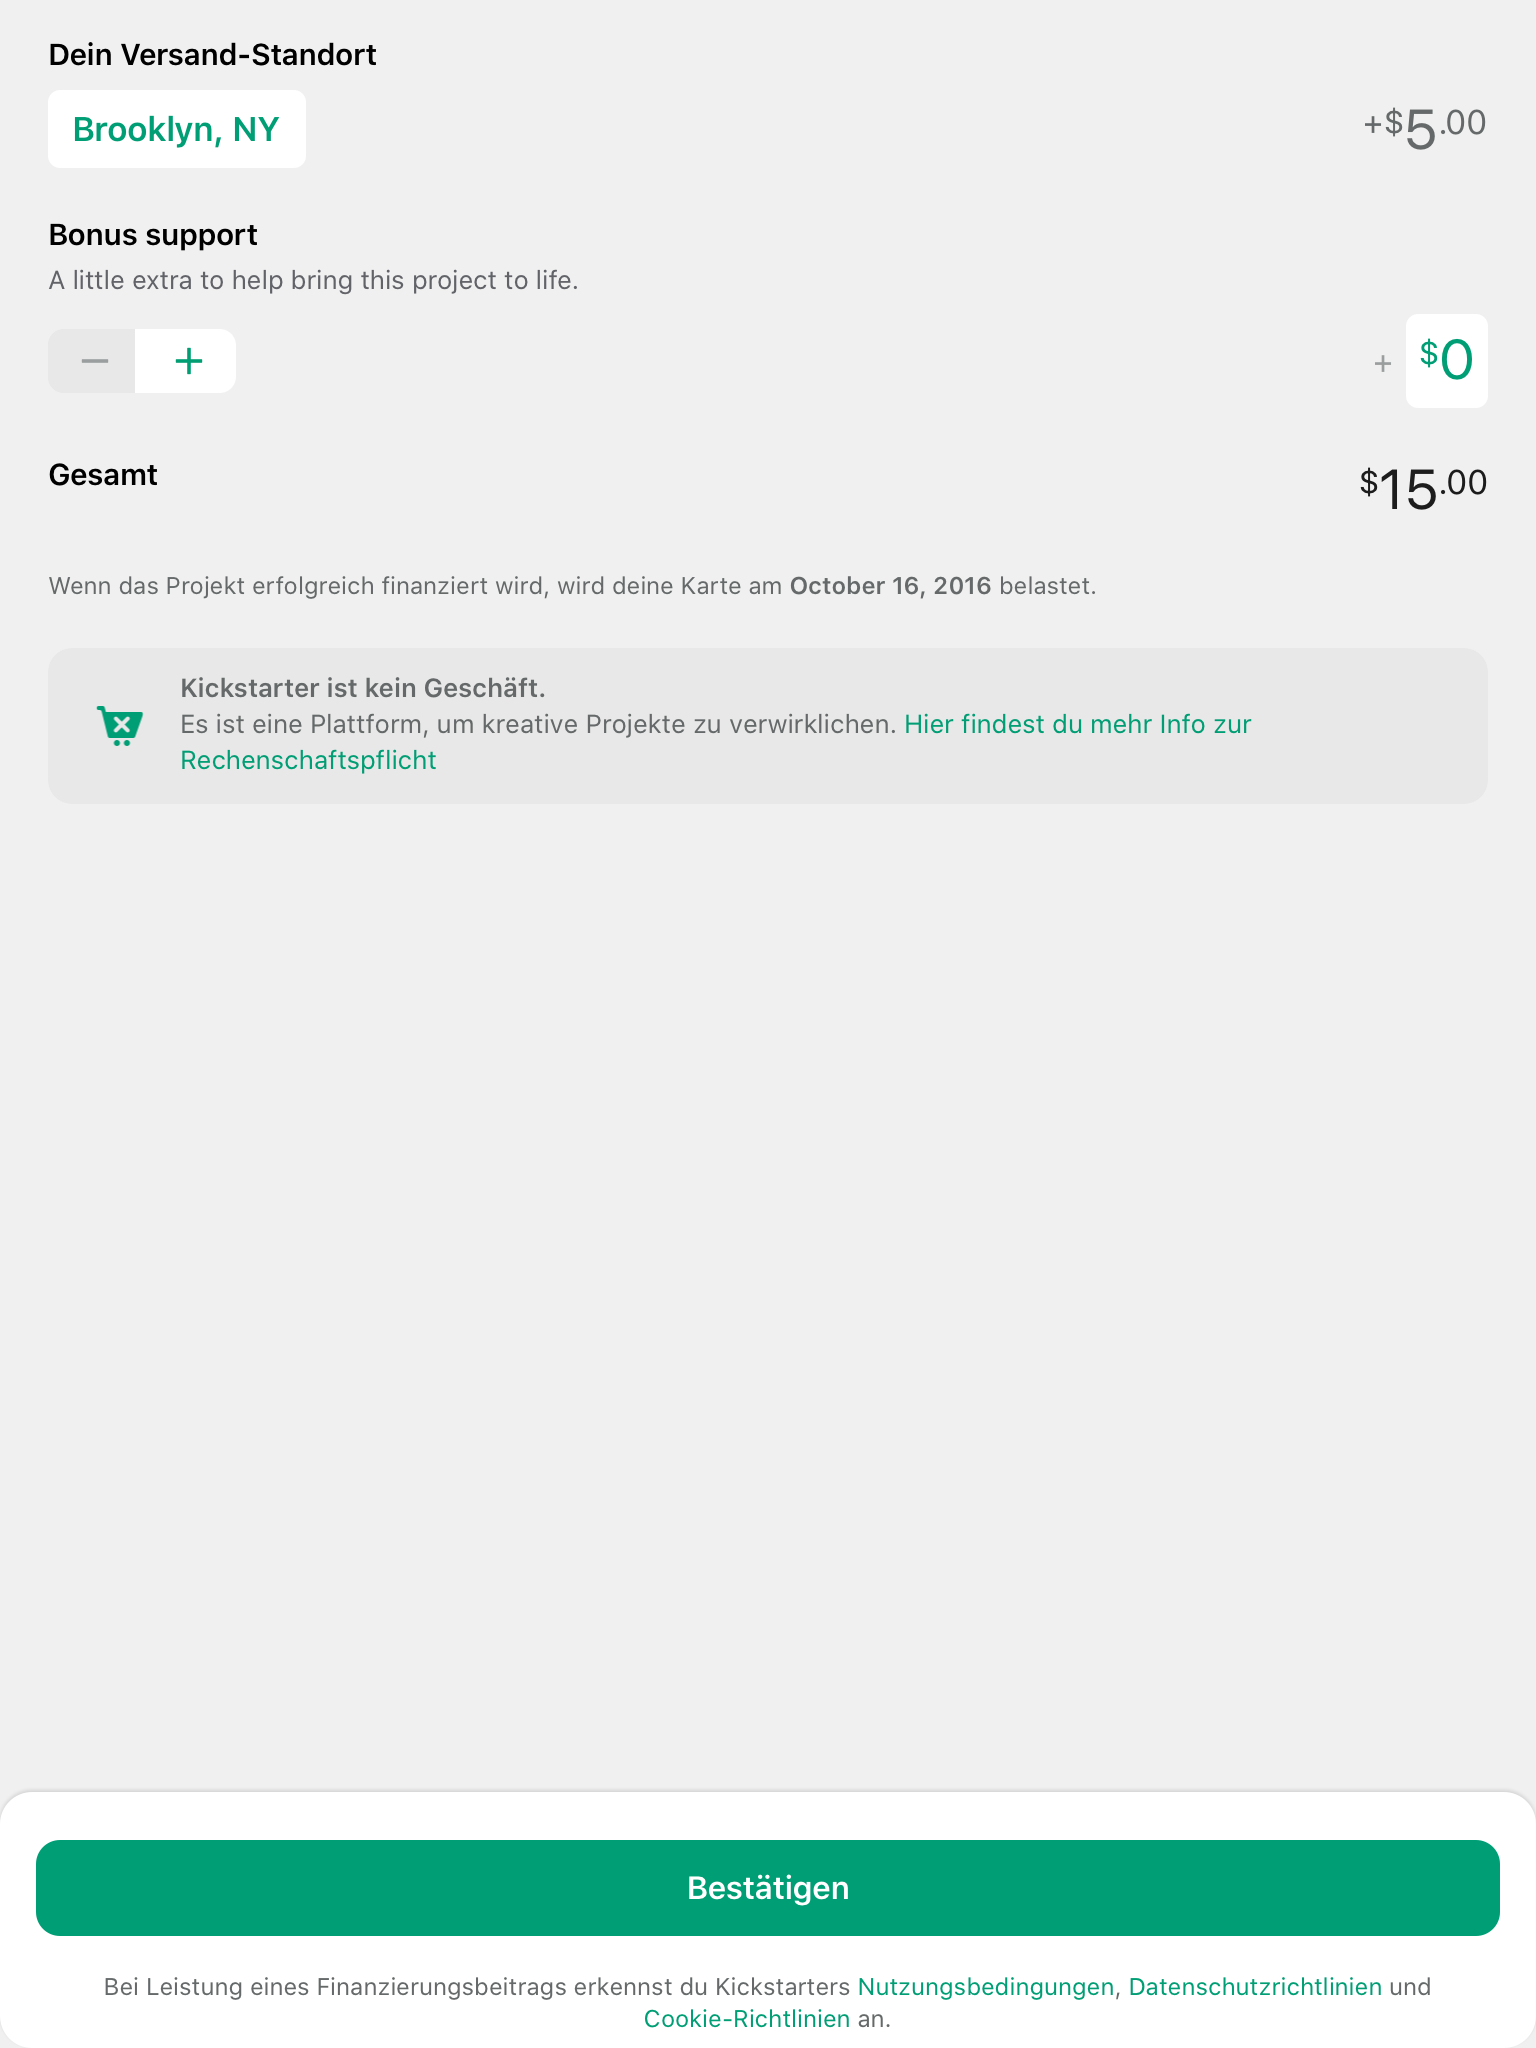 Dein Versand-Standort
Brooklyn, NY
+$5.00
Bonus support
A little extra to help bring this project to life.
− +
+ $0
Gesamt
$15.00
Wenn das Projekt erfolgreich finanziert wird, wird deine Karte am October 16, 2016 belastet.
Kickstarter ist kein Geschäft.
Es ist eine Plattform, um kreative Projekte zu verwirklichen. Hier findest du mehr Info zur
Rechenschaftspflicht
Bestätigen
Bei Leistung eines Finanzierungsbeitrags erkennst du Kickstarters Nutzungsbedingungen, Datenschutzrichtlinien und
Cookie-Richtlinien an.